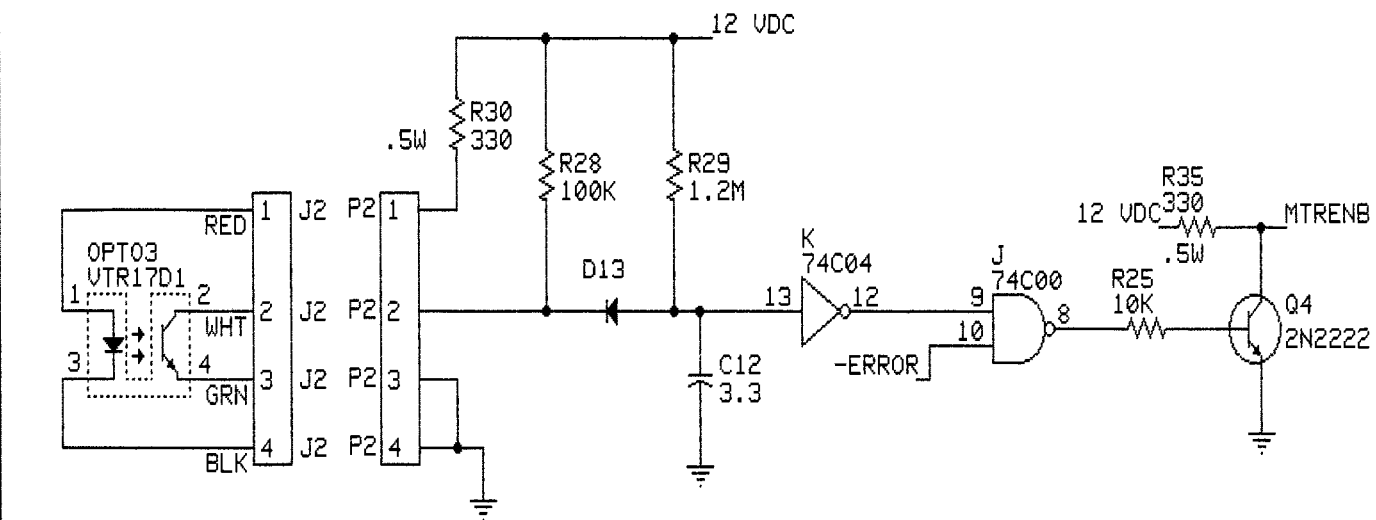 12 VDC
R30
330
.5W
R28
100K
R29
1.2M
R35
330
12 VDC
.5W
MTRENB
1 J2 P2 1
RED
OPTO3
VTR17D1
1
2
3
4
WHT
2 J2 P2 2
GRN
3 J2 P2 3
BLK
4 J2 P2 4
D13
K
74C04
13
12
C12
3.3
J
74C00
9
10
8
-ERROR
R25
10K
Q4
2N2222